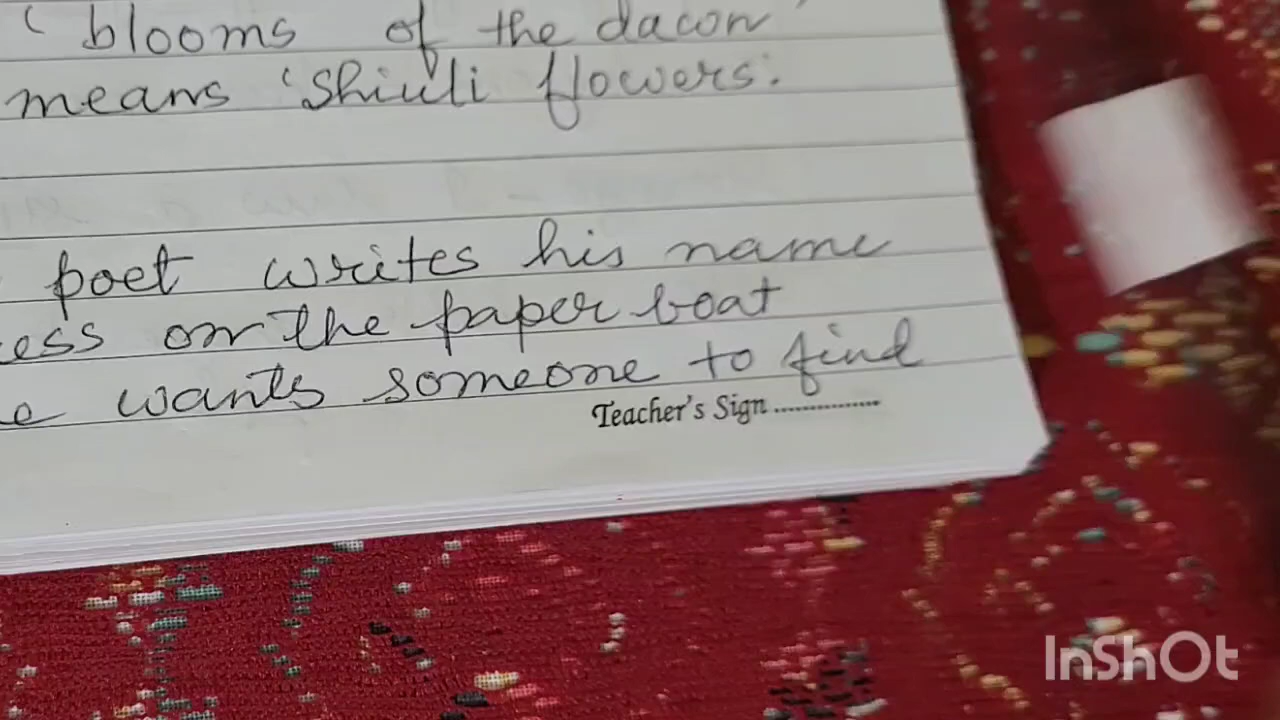 ‘blooms of the dawn’
means ‘Shiuli flowers.
poet writes his name
ess on the paper boat
e wants someone to find
Teacher's Sign ...............
InShOt